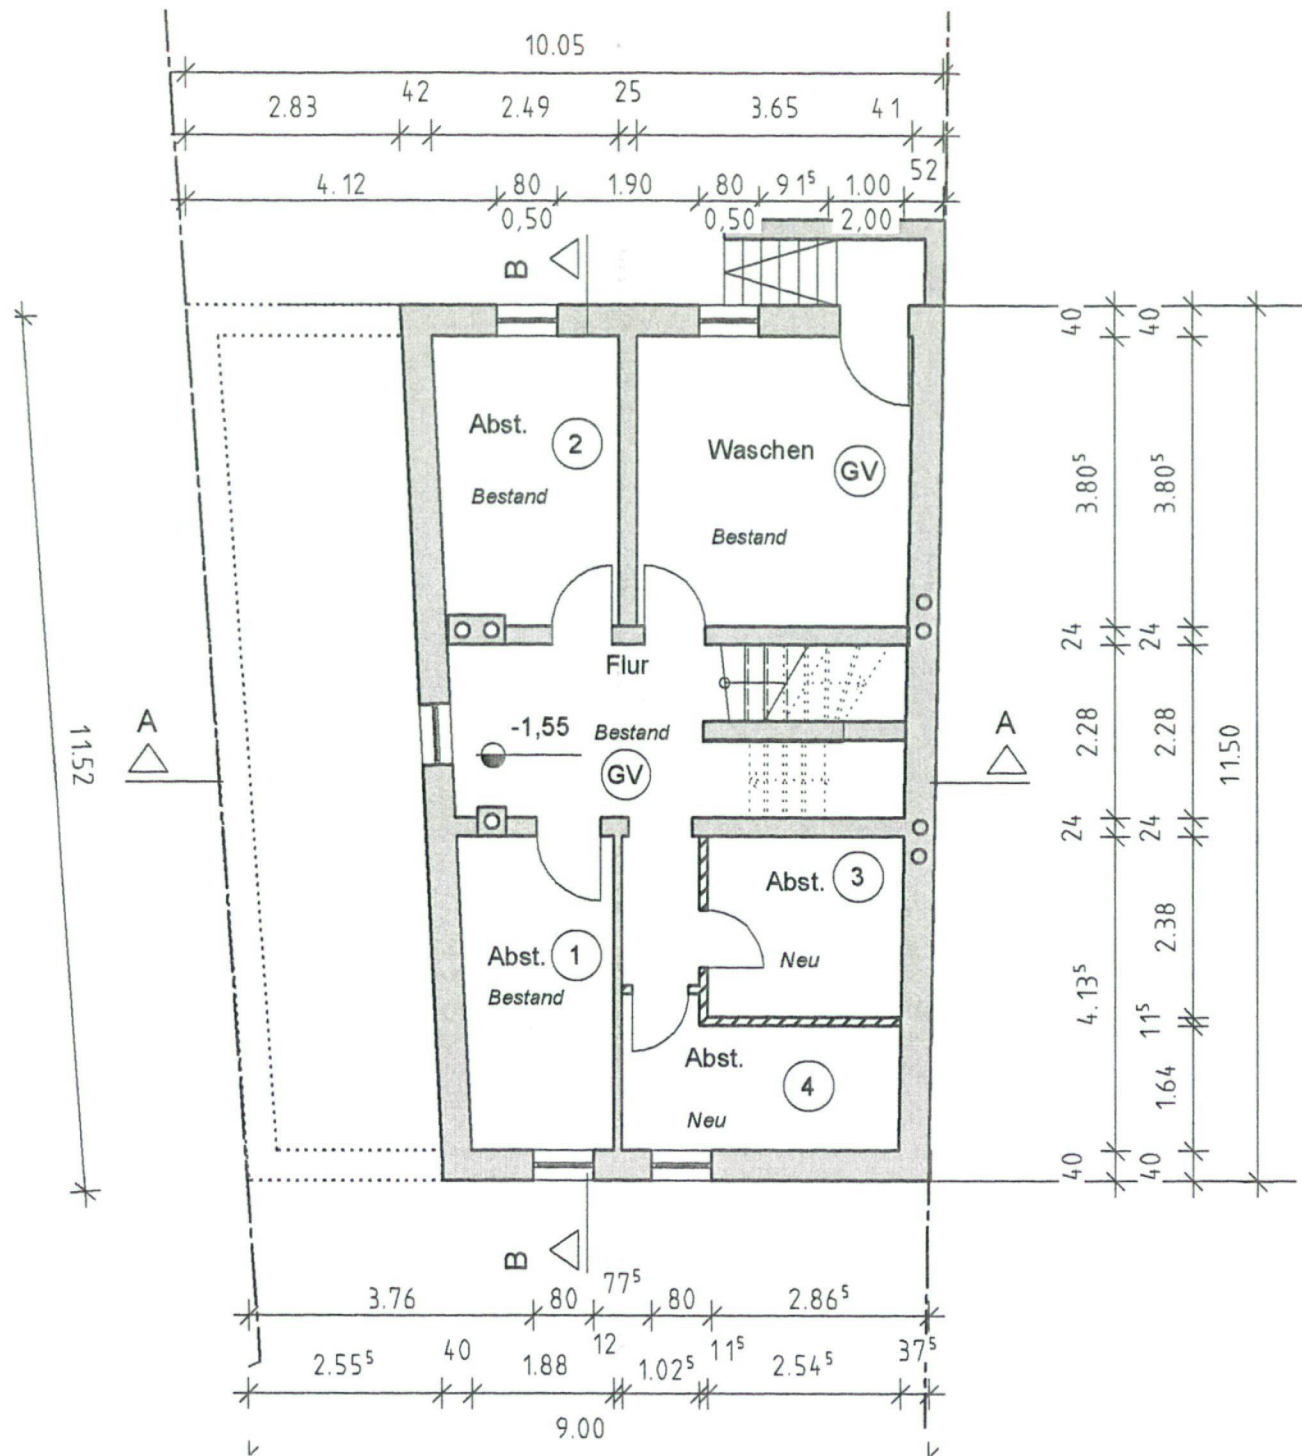 10.05
42 25
2.83 2.49 3.65 41
52
4.12 80 1.90 80 91⁵ 1.00
0,50 0,50 2,00
B
40 40
Abst. 2
Waschen GV
Bestand
Bestand
3.80⁵ 3.80⁵
24 24
Flur
-1,55 Bestand
A A
11.52
GV
2.28 2.28
11.50
24 24
Abst. 3
2.38
Abst. 1 Neu
Bestand
4.13⁵
11⁵
Abst. 4
1.64
Neu
40 40
B
77⁵
3.76 80 80 2.86⁵
12
40 11⁵ 37⁵
2.55⁵ 1.88 1.02⁵ 2.54⁵
9.00